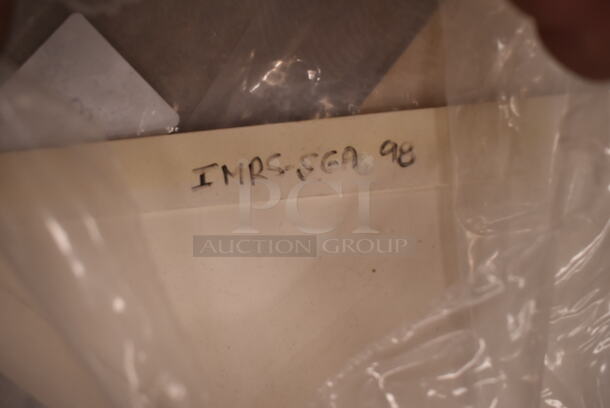 IMRS-SGA 98
PCI
AUCTION GROUP